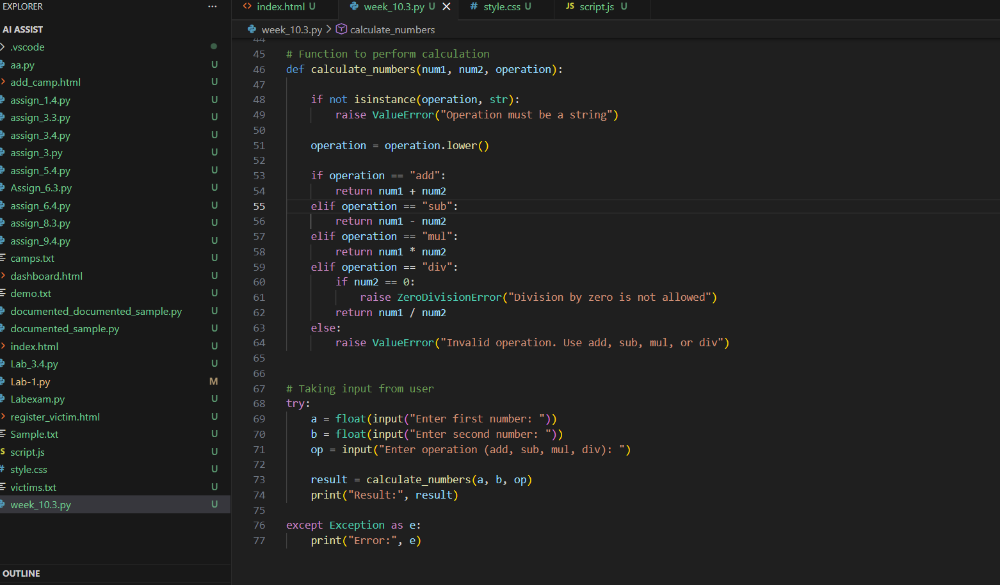 EXPLORER ···
AI ASSIST
.vscode
aa.py U
add_camp.html U
assign_1.4.py U
assign_3.3.py U
assign_3.4.py U
assign_3.py U
assign_5.4.py U
Assign_6.3.py U
assign_6.4.py U
assign_8.3.py U
assign_9.4.py U
camps.txt U
dashboard.html U
demo.txt U
documented_documented_sample.py U
documented_sample.py U
index.html U
Lab_3.4.py U
Lab-1.py M
Labexam.py U
register_victim.html U
Sample.txt U
script.js U
style.css U
victims.txt U
week_10.3.py U
OUTLINE
index.html U week_10.3.py U # style.css U JS script.js U
week_10.3.py > calculate_numbers
44
45 # Function to perform calculation
46 def calculate_numbers(num1, num2, operation):
47
48 if not isinstance(operation, str):
49 raise ValueError("Operation must be a string")
50
51 operation = operation.lower()
52
53 if operation == "add":
54 return num1 + num2
55 elif operation == "sub":
56 return num1 - num2
57 elif operation == "mul":
58 return num1 * num2
59 elif operation == "div":
60 if num2 == 0:
61 raise ZeroDivisionError("Division by zero is not allowed")
62 return num1 / num2
63 else:
64 raise ValueError("Invalid operation. Use add, sub, mul, or div")
65
66
67 # Taking input from user
68 try:
69 a = float(input("Enter first number: "))
70 b = float(input("Enter second number: "))
71 op = input("Enter operation (add, sub, mul, div): ")
72
73 result = calculate_numbers(a, b, op)
74 print("Result:", result)
75
76 except Exception as e:
77 print("Error:", e)